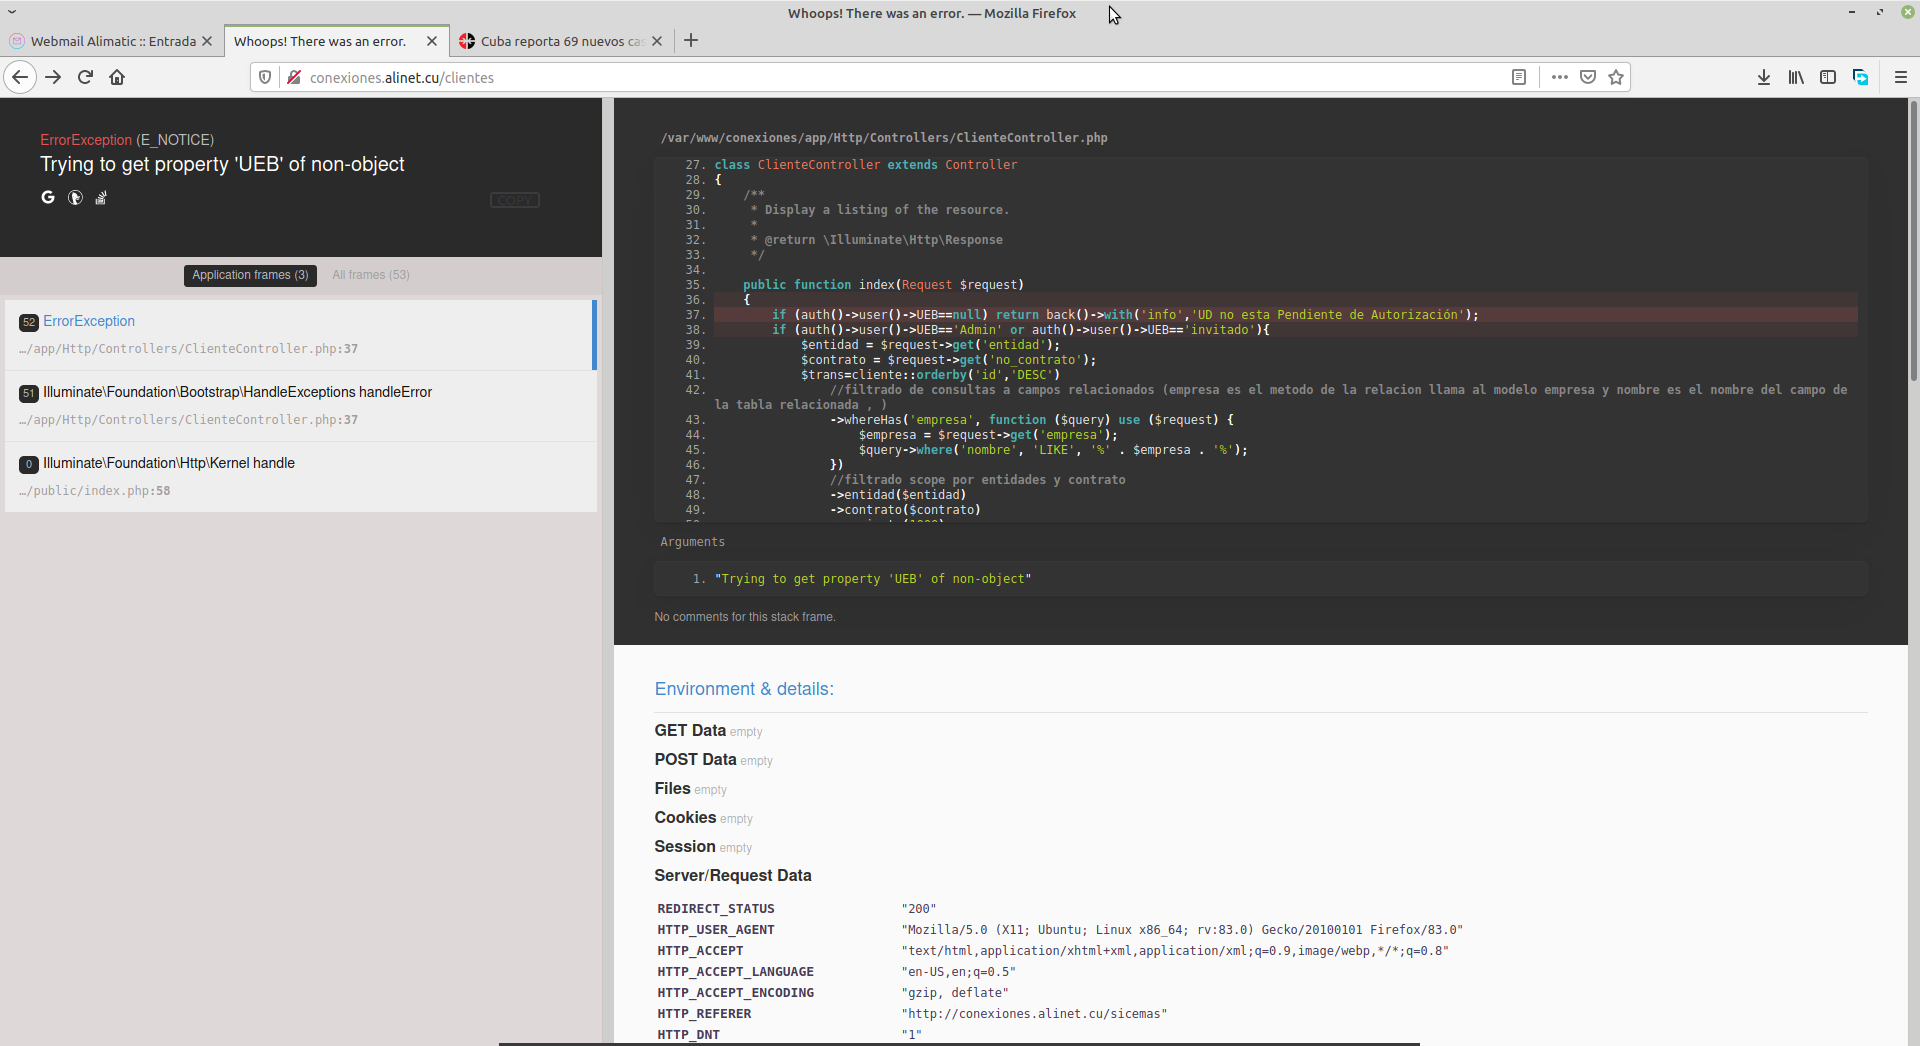 Whoops! There was an error. — Mozilla Firefox
Webmail Alimatic :: Entrada
Whoops! There was an error.
Cuba reporta 69 nuevos cas
conexiones.alinet.cu/clientes
ErrorException (E_NOTICE)
Trying to get property 'UEB' of non-object
COPY
Application frames (3)
All frames (53)
52 ErrorException
…/app/Http/Controllers/ClienteController.php:37
51 Illuminate\Foundation\Bootstrap\HandleExceptions handleError
…/app/Http/Controllers/ClienteController.php:37
0 Illuminate\Foundation\Http\Kernel handle
…/public/index.php:58
/var/www/conexiones/app/Http/Controllers/ClienteController.php
27. class ClienteController extends Controller
28. {
29.     /**
30.      * Display a listing of the resource.
31.      *
32.      * @return \Illuminate\Http\Response
33.      */
34.
35.     public function index(Request $request)
36.     {
37.         if (auth()->user()->UEB==null) return back()->with('info','UD no esta Pendiente de Autorización');
38.         if (auth()->user()->UEB=='Admin' or auth()->user()->UEB=='invitado'){
39.             $entidad = $request->get('entidad');
40.             $contrato = $request->get('no_contrato');
41.             $trans=cliente::orderby('id','DESC')
42.                 //filtrado de consultas a campos relacionados (empresa es el metodo de la relacion llama al modelo empresa y nombre es el nombre del campo de
la tabla relacionada , )
43.                 ->whereHas('empresa', function ($query) use ($request) {
44.                     $empresa = $request->get('empresa');
45.                     $query->where('nombre', 'LIKE', '%' . $empresa . '%');
46.                 })
47.                 //filtrado scope por entidades y contrato
48.                 ->entidad($entidad)
49.                 ->contrato($contrato)
Arguments
1. "Trying to get property 'UEB' of non-object"
No comments for this stack frame.
Environment & details:
GET Data empty
POST Data empty
Files empty
Cookies empty
Session empty
Server/Request Data
REDIRECT_STATUS "200"
HTTP_USER_AGENT "Mozilla/5.0 (X11; Ubuntu; Linux x86_64; rv:83.0) Gecko/20100101 Firefox/83.0"
HTTP_ACCEPT "text/html,application/xhtml+xml,application/xml;q=0.9,image/webp,*/*;q=0.8"
HTTP_ACCEPT_LANGUAGE "en-US,en;q=0.5"
HTTP_ACCEPT_ENCODING "gzip, deflate"
HTTP_REFERER "http://conexiones.alinet.cu/sicemas"
HTTP_DNT "1"